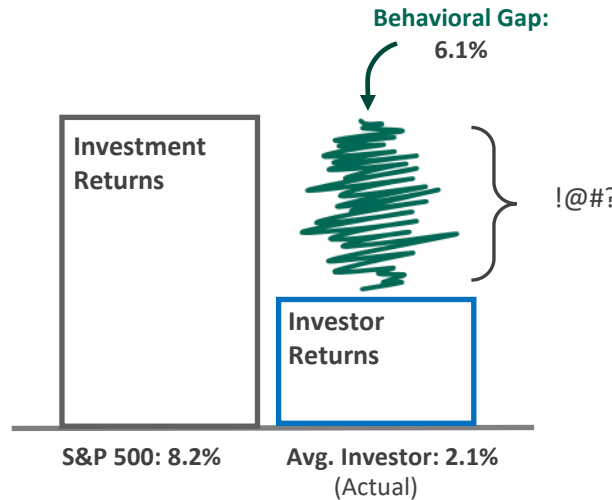 Behavioral Gap:
6.1%
Investment
Returns
!@#?
Investor
Returns
S&P 500: 8.2%
Avg. Investor: 2.1%
(Actual)